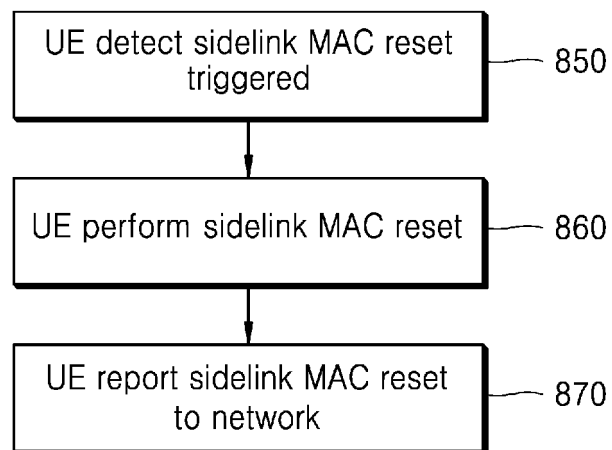 UE detect sidelink MAC reset
triggered
850
UE perform sidelink MAC reset
860
UE report sidelink MAC reset
to network
870